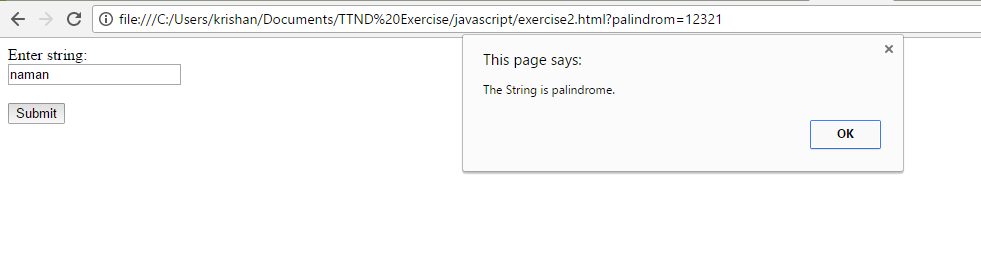 file:///C:/Users/krishan/Documents/TTND%20Exercise/javascript/exercise2.html?palindrom=12321
Enter string:
naman
Submit
This page says:
The String is palindrome.
OK